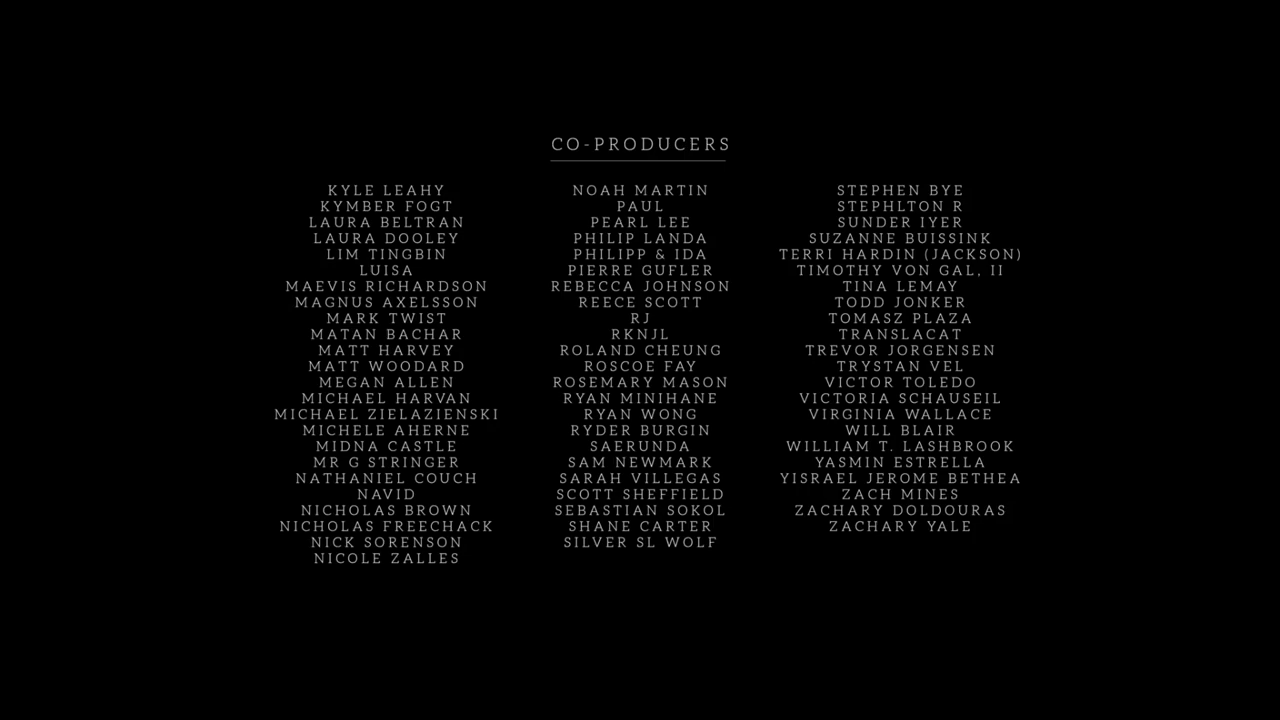 CO-PRODUCERS
KYLE LEAHY
KYMBER FOGT
LAURA BELTRAN
LAURA DOOLEY
LIM TINGBIN
LUISA
MAEVIS RICHARDSON
MAGNUS AXELSSON
MARK TWIST
MATAN BACHAR
MATT HARVEY
MATT WOODARD
MEGAN ALLEN
MICHAEL HARVAN
MICHAEL ZIELAZIENSKI
MICHELE AHERNE
MIDNA CASTLE
MR G STRINGER
NATHANIEL COUCH
NAVID
NICHOLAS BROWN
NICHOLAS FREECHACK
NICK SORENSON
NICOLE ZALLES
NOAH MARTIN
PAUL
PEARL LEE
PHILIP LANDA
PHILIPP & IDA
PIERRE GUFLER
REBECCA JOHNSON
REECE SCOTT
RJ
RKNJL
ROLAND CHEUNG
ROSCOE FAY
ROSEMARY MASON
RYAN MINIHANE
RYAN WONG
RYDER BURGIN
SAERUNDA
SAM NEWMARK
SARAH VILLEGAS
SCOTT SHEFFIELD
SEBASTIAN SOKOL
SHANE CARTER
SILVER SL WOLF
STEPHEN BYE
STEPHLTON R
SUNDER IYER
SUZANNE BUISSINK
TERRI HARDIN (JACKSON)
TIMOTHY VON GAL, II
TINA LEMAY
TODD JONKER
TOMASZ PLAZA
TRANSLACAT
TREVOR JORGENSEN
TRYSTAN VEL
VICTOR TOLEDO
VICTORIA SCHAUSEIL
VIRGINIA WALLACE
WILL BLAIR
WILLIAM T. LASHBROOK
YASMIN ESTRELLA
YISRAEL JEROME BETHEA
ZACH MINES
ZACHARY DOLDOURAS
ZACHARY YALE